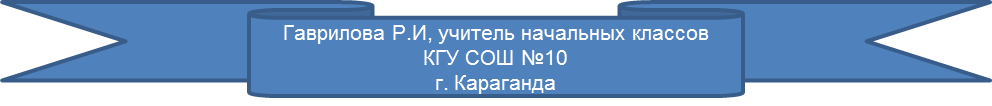 Гаврилова Р.И, учитель начальных классов
КГУ СОШ №10
г. Караганда